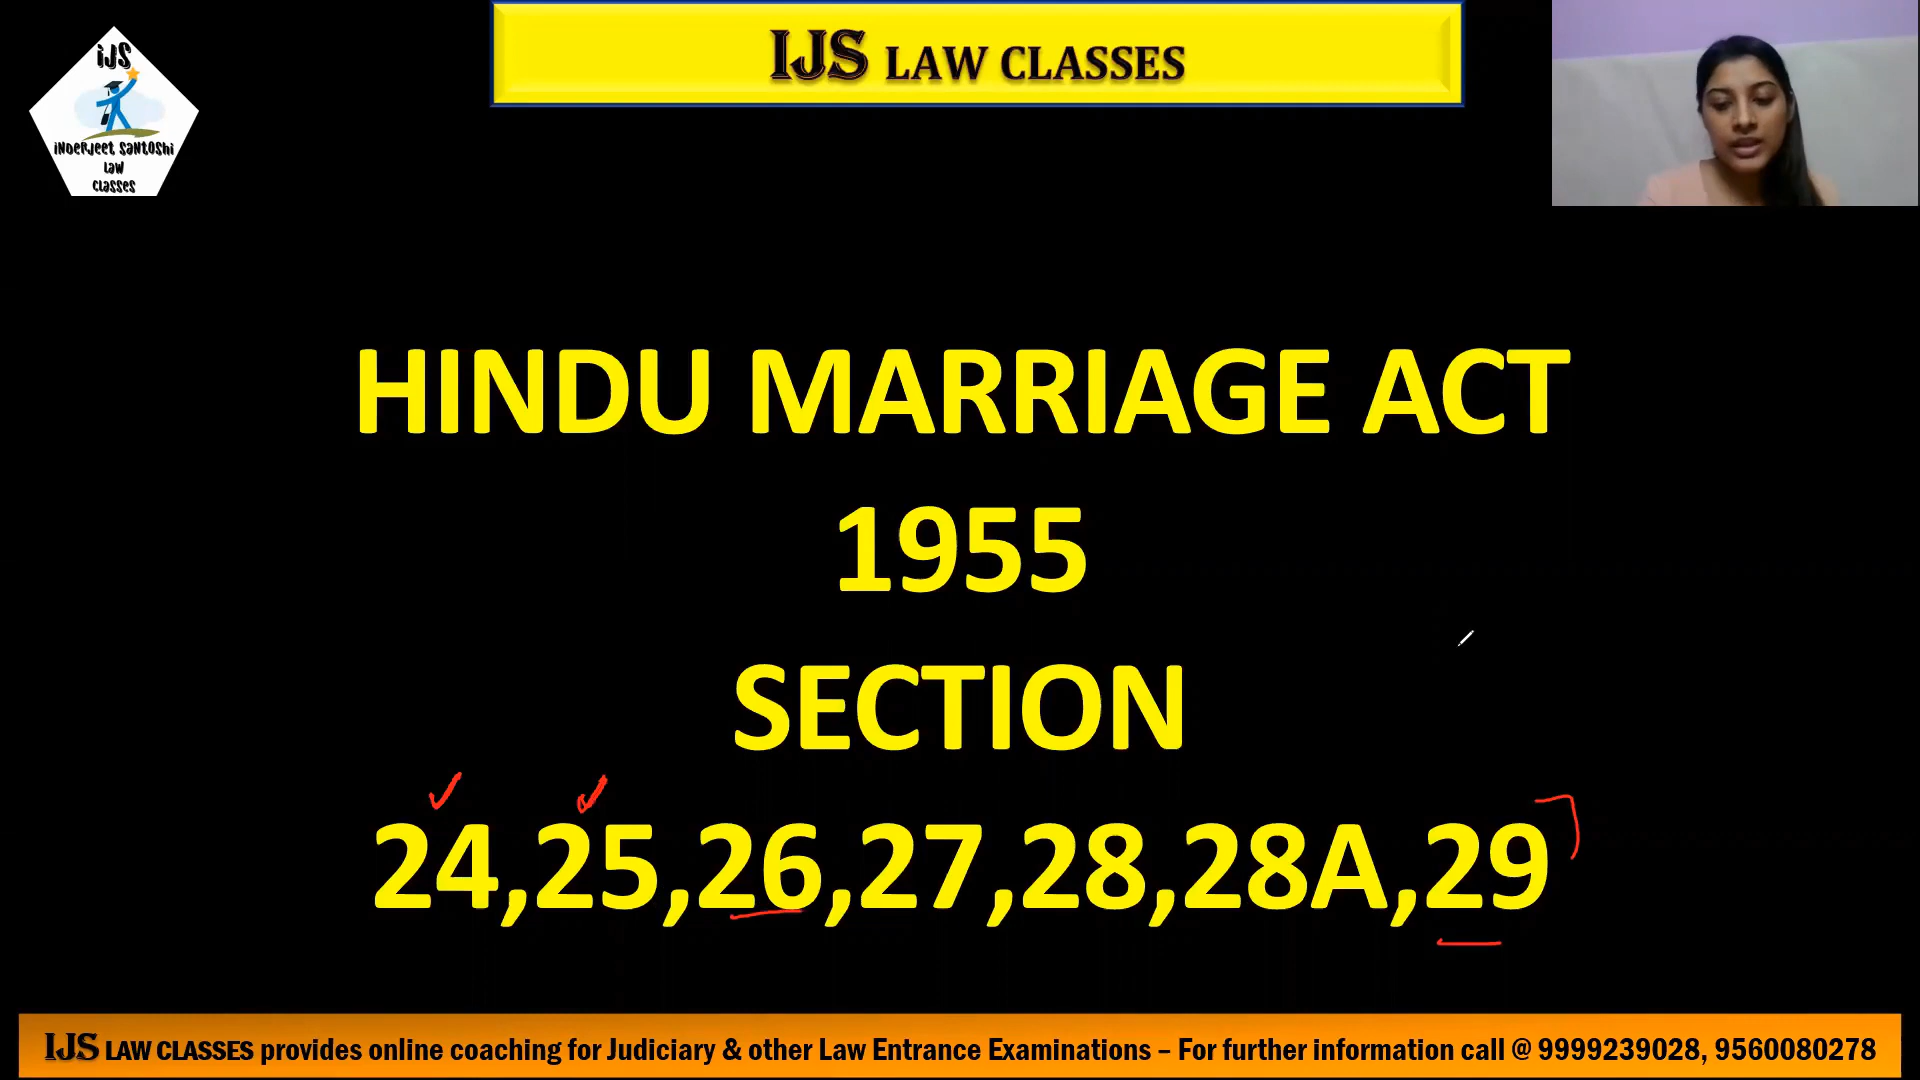 iJS
iNDERJEET SANTOSHI
LAW
CLASSES
IJS LAW CLASSES
HINDU MARRIAGE ACT
1955
SECTION
24,25,26,27,28,28A,29
IJS LAW CLASSES provides online coaching for Judiciary & other Law Entrance Examinations – For further information call @ 9999239028, 9560080278